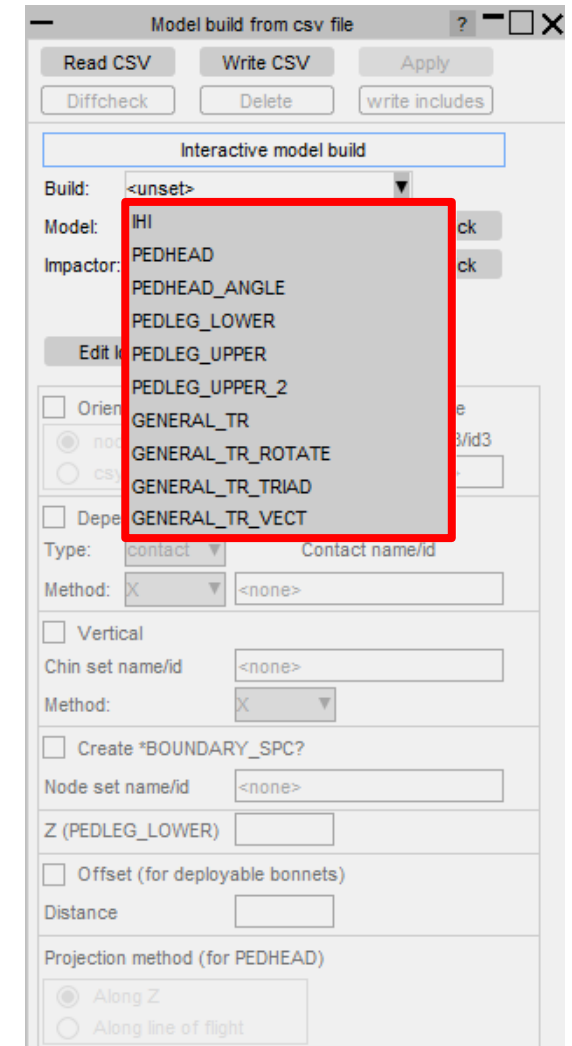 Model build from csv file ?
Read CSV Write CSV Apply
Diffcheck Delete write includes
Interactive model build
Build: <unset>
Model: IHI ck
PEDHEAD
Impactor: ck
PEDHEAD_ANGLE
PEDLEG_LOWER
Edit PEDLEG_UPPER
PEDLEG_UPPER_2
Orien e
GENERAL_TR
no 3/id3
GENERAL_TR_ROTATE
csy
GENERAL_TR_TRIAD
Depe GENERAL_TR_VECT
Type: contact Contact name/id
Method: X <none>
Vertical
Chin set name/id <none>
Method: X
Create *BOUNDARY_SPC?
Node set name/id <none>
Z (PEDLEG_LOWER)
Offset (for deployable bonnets)
Distance
Projection method (for PEDHEAD)
Along Z
Along line of flight